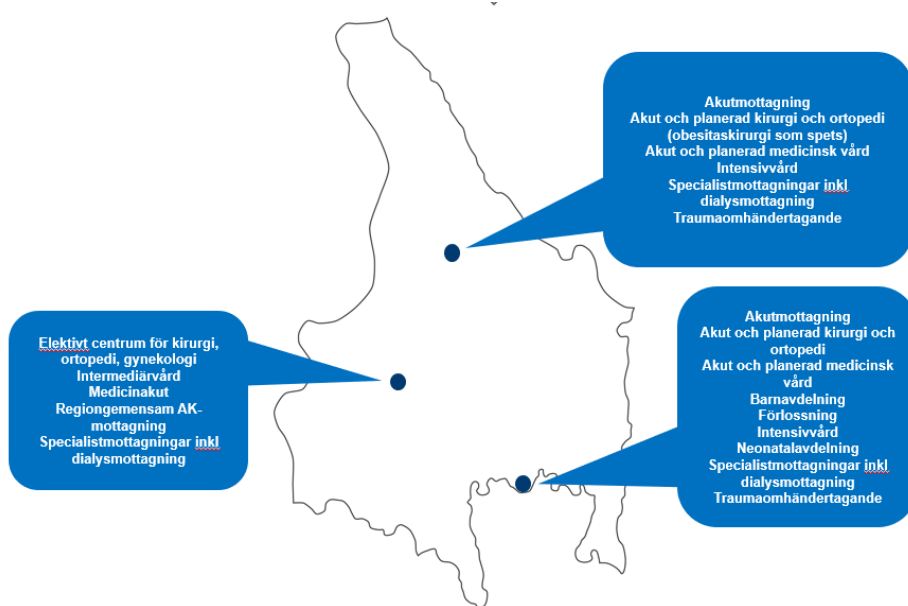 Akutmottagning
Akut och planerad kirurgi och ortopedi
(obesitaskirurgi som spets)
Akut och planerad medicinsk vård
Intensivvård
Specialistmottagningar inkl
dialysmottagning
Traumaomhändertagande
Elektivt centrum för kirurgi,
ortopedi, gynekologi
Intermediärvård
Medicinakut
Regiongemensam AK-
mottagning
Specialistmottagningar inkl
dialysmottagning
Akutmottagning
Akut och planerad kirurgi och
ortopedi
Akut och planerad medicinsk
vård
Barnavdelning
Förlossning
Intensivvård
Neonatalavdelning
Specialistmottagningar inkl
dialysmottagning
Traumaomhändertagande